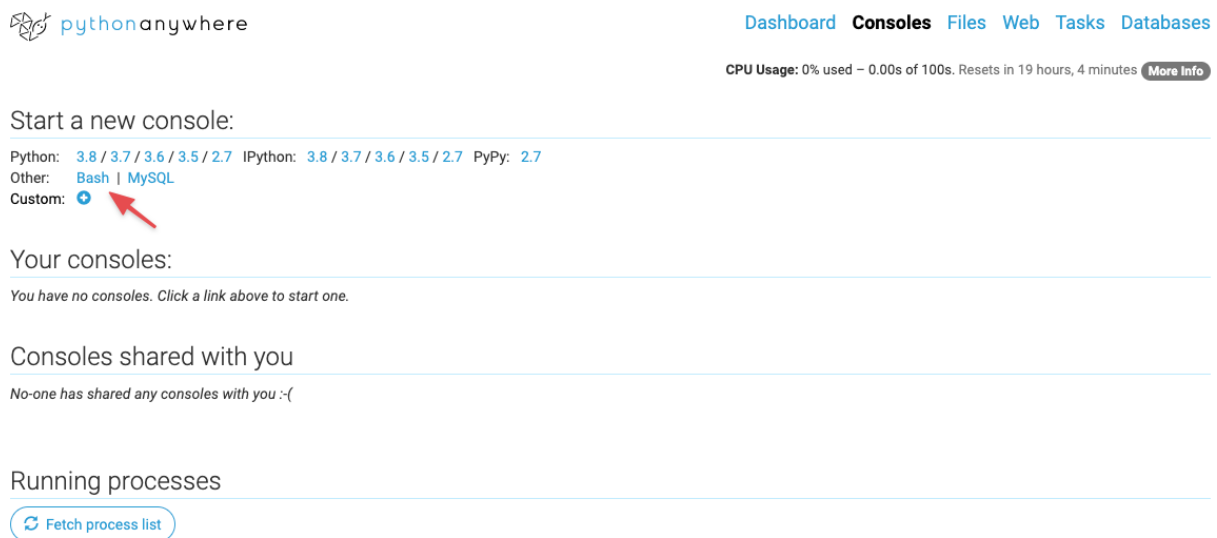 pythonanywhere
Dashboard Consoles Files Web Tasks Databases
CPU Usage: 0% used – 0.00s of 100s. Resets in 19 hours, 4 minutes More Info
Start a new console:
Python: 3.8 / 3.7 / 3.6 / 3.5 / 2.7 IPython: 3.8 / 3.7 / 3.6 / 3.5 / 2.7 PyPy: 2.7
Other: Bash | MySQL
Custom:
Your consoles:
You have no consoles. Click a link above to start one.
Consoles shared with you
No-one has shared any consoles with you :-(
Running processes
Fetch process list